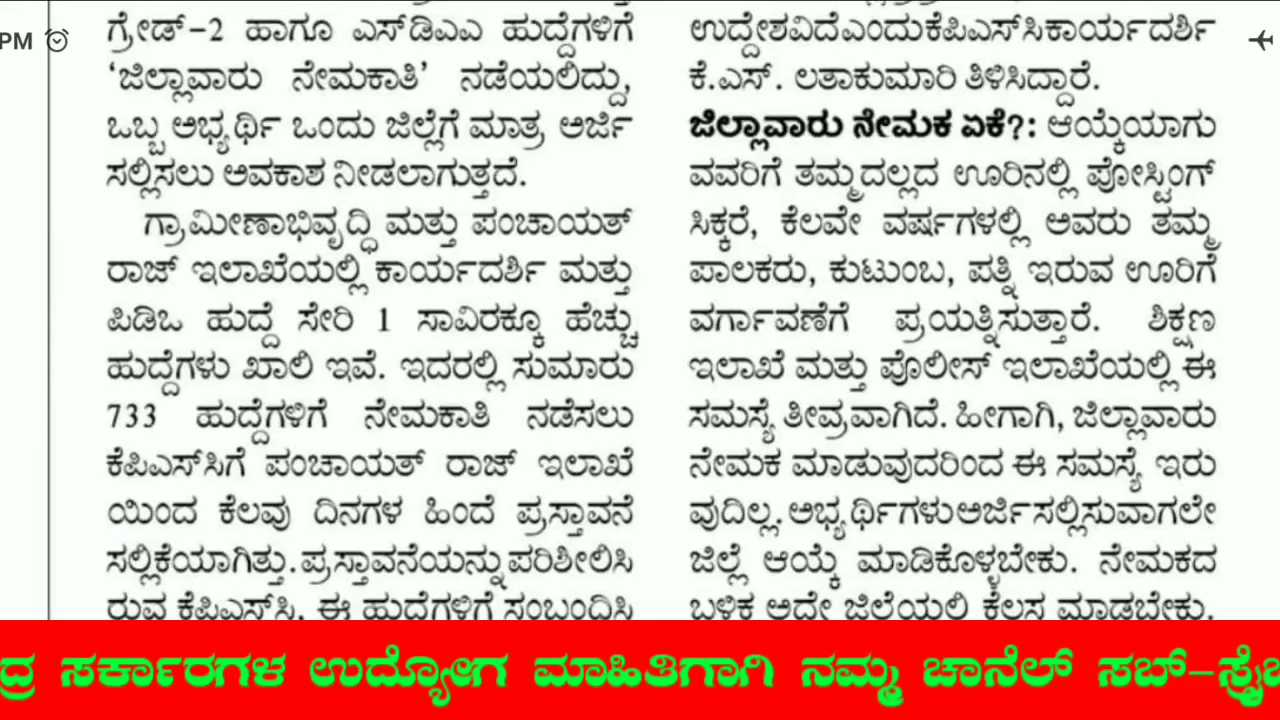 PM
ಗ್ರೇಡ್-2 ಹಾಗೂ ಎಸ್‌ಡಿಎಎ ಹುದ್ದೆಗಳಿಗೆ
'ಜಿಲ್ಲಾವಾರು ನೇಮಕಾತಿ' ನಡೆಯಲಿದ್ದು,
ಒಬ್ಬ ಅಭ್ಯರ್ಥಿ ಒಂದು ಜಿಲ್ಲೆಗೆ ಮಾತ್ರ ಅರ್ಜಿ
ಸಲ್ಲಿಸಲು ಅವಕಾಶ ನೀಡಲಾಗುತ್ತದೆ.
ಗ್ರಾಮೀಣಾಭಿವೃದ್ಧಿ ಮತ್ತು ಪಂಚಾಯತ್
ರಾಜ್ ಇಲಾಖೆಯಲ್ಲಿ ಕಾರ್ಯದರ್ಶಿ ಮತ್ತು
ಪಿಡಿಒ ಹುದ್ದೆ ಸೇರಿ 1 ಸಾವಿರಕ್ಕೂ ಹೆಚ್ಚು
ಹುದ್ದೆಗಳು ಖಾಲಿ ಇವೆ. ಇದರಲ್ಲಿ ಸುಮಾರು
733 ಹುದ್ದೆಗಳಿಗೆ ನೇಮಕಾತಿ ನಡೆಸಲು
ಕೆಪಿಎಸ್‌ಸಿಗೆ ಪಂಚಾಯತ್ ರಾಜ್ ಇಲಾಖೆ
ಯಿಂದ ಕೆಲವು ದಿನಗಳ ಹಿಂದೆ ಪ್ರಸ್ತಾವನೆ
ಸಲ್ಲಿಕೆಯಾಗಿತ್ತು. ಪ್ರಸ್ತಾವನೆಯನ್ನು ಪರಿಶೀಲಿಸಿ
ರುವ ಕೆಪಿಎಸ್‌ಸಿ, ಈ ಹುದ್ದೆಗಳಿಗೆ ಸಂಬಂದಿಸಿ
ಉದ್ದೇಶವಿದೆ ಎಂದು ಕೆಪಿಎಸ್‌ಸಿ ಕಾರ್ಯದರ್ಶಿ
ಕೆ.ಎಸ್. ಲತಾಕುಮಾರಿ ತಿಳಿಸಿದ್ದಾರೆ.
ಜಿಲ್ಲಾವಾರು ನೇಮಕ ಏಕೆ?: ಆಯ್ಕೆಯಾಗು
ವವರಿಗೆ ತಮ್ಮದಲ್ಲದ ಊರಿನಲ್ಲಿ ಪೋಸ್ಟಿಂಗ್
ಸಿಕ್ಕರೆ, ಕೆಲವೇ ವರ್ಷಗಳಲ್ಲಿ ಅವರು ತಮ್ಮ
ಪಾಲಕರು, ಕುಟುಂಬ, ಪತ್ನಿ ಇರುವ ಊರಿಗೆ
ವರ್ಗಾವಣೆಗೆ ಪ್ರಯತ್ನಿಸುತ್ತಾರೆ. ಶಿಕ್ಷಣ
ಇಲಾಖೆ ಮತ್ತು ಪೊಲೀಸ್ ಇಲಾಖೆಯಲ್ಲಿ ಈ
ಸಮಸ್ಯೆ ತೀವ್ರವಾಗಿದೆ. ಹೀಗಾಗಿ, ಜಿಲ್ಲಾವಾರು
ನೇಮಕ ಮಾಡುವುದರಿಂದ ಈ ಸಮಸ್ಯೆ ಇರು
ವುದಿಲ್ಲ. ಅಭ್ಯರ್ಥಿಗಳು ಅರ್ಜಿ ಸಲ್ಲಿಸುವಾಗಲೇ
ಜಿಲ್ಲೆ ಆಯ್ಕೆ ಮಾಡಿಕೊಳ್ಳಬೇಕು. ನೇಮಕದ
ಬಳಿಕ ಅದೇ ಜಿಲ್ಲೆಯಲ್ಲಿ ಕೆಲಸ ಮಾಡಬೇಕು.
ಸರ್ಕಾರಗಳ ಉದ್ಯೋಗ ಮಾಹಿತಿಗಾಗಿ ನಮ್ಮ ಚಾನೆಲ್ ಸಬ್-